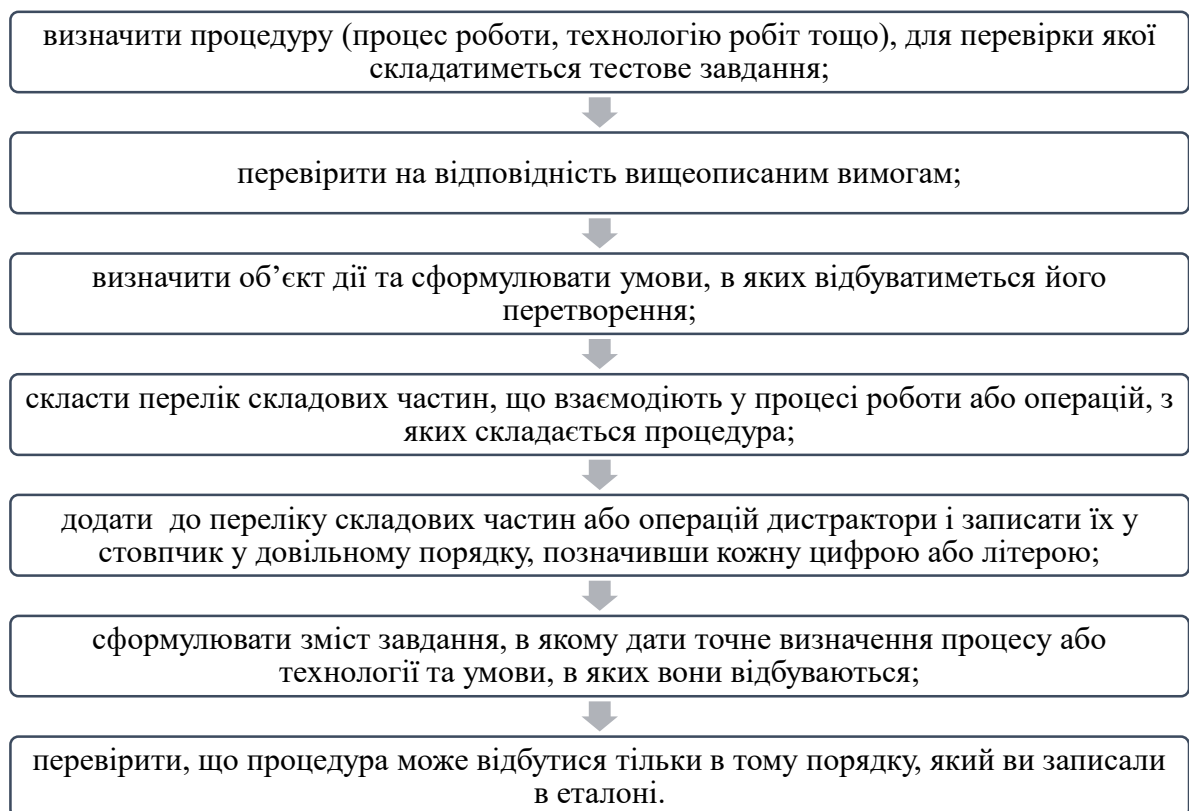 визначити процедуру (процес роботи, технологію робіт тощо), для перевірки якої
складатиметься тестове завдання;
перевірити на відповідність вищеописаним вимогам;
визначити об’єкт дії та сформулювати умови, в яких відбуватиметься його
перетворення;
скласти перелік складових частин, що взаємодіють у процесі роботи або операцій, з
яких складається процедура;
додати  до переліку складових частин або операцій дистрактори і записати їх у
стовпчик у довільному порядку, позначивши кожну цифрою або літерою;
сформулювати зміст завдання, в якому дати точне визначення процесу або
технології та умови, в яких вони відбуваються;
перевірити, що процедура може відбутися тільки в тому порядку, який ви записали
в еталоні.